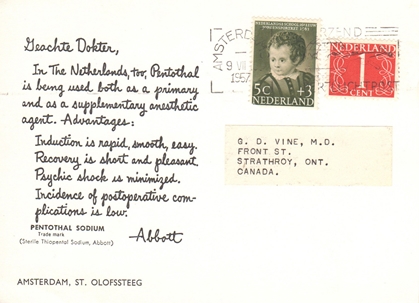 Geachte Dokter,
In The Netherlands, too, Pentothal
is being used both as a primary
and as a supplementary anesthetic
agent. Advantages:
Induction is rapid, smooth, easy.
Recovery is short and pleasant.
Psychic shock is minimized.
Incidence of postoperative com-
plications is low.
PENTOTHAL SODIUM
Trade mark
(Sterile Thiopental Sodium, Abbott)
Abbott
AMSTERDAM, ST. OLOFSSTEEG
AMSTERD
1957
5C +3
NEDERLAND
NEDERLAND
1
CENT
G. D. VINE, M.D.
FRONT ST.
STRATHROY, ONT.
CANADA.